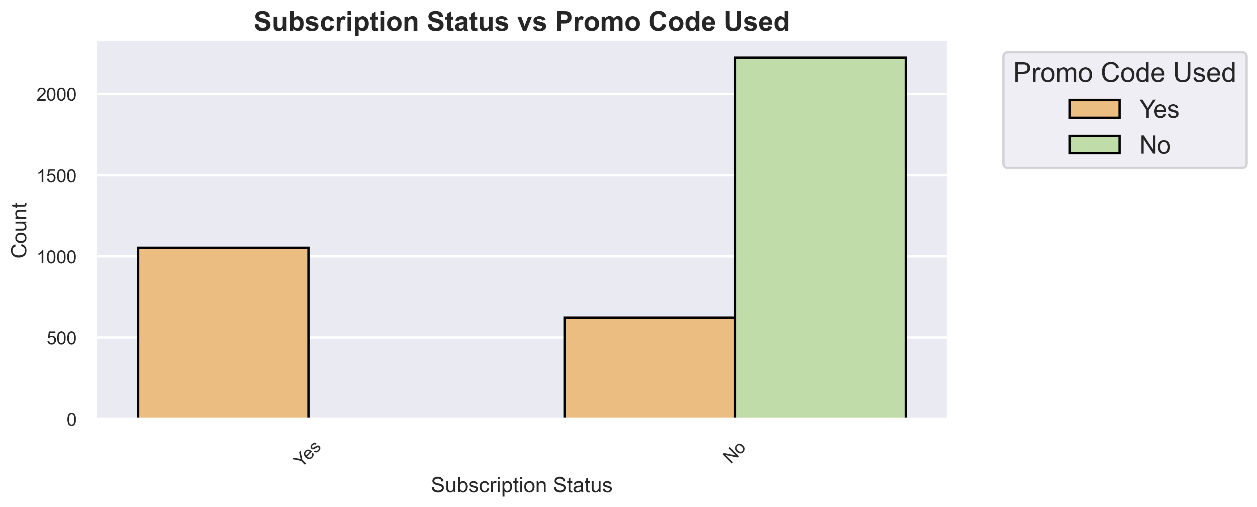 Subscription Status vs Promo Code Used
Promo Code Used
Yes
No
Count
2000
1500
1000
500
0
Yes
No
Subscription Status